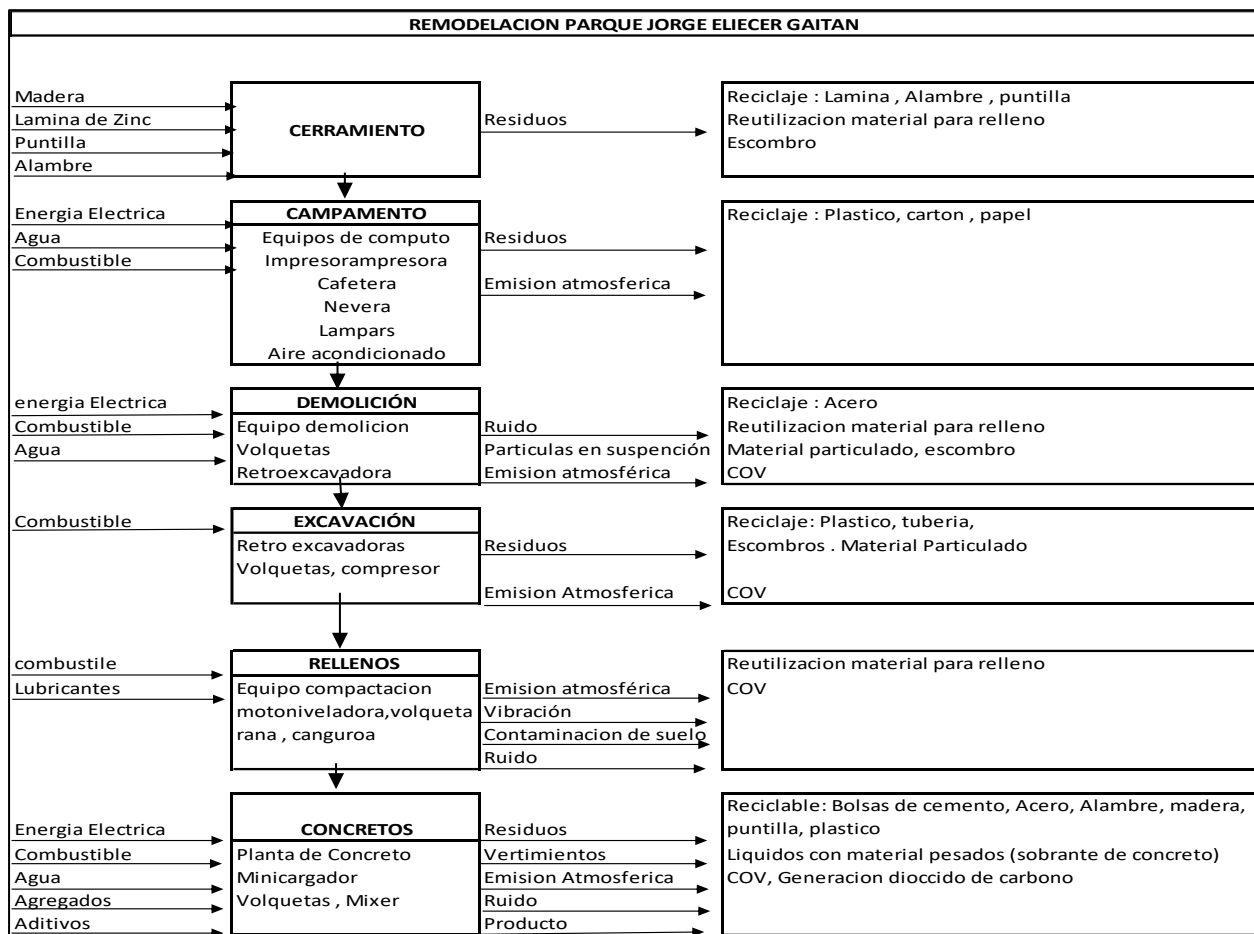 REMODELACION PARQUE JORGE ELIECER GAITAN
Madera
Lamina de Zinc
Puntilla
Alambre
CERRAMIENTO
Residuos
Reciclaje : Lamina , Alambre , puntilla
Reutilizacion material para relleno
Escombro
Energia Electrica
Agua
Combustible
CAMPAMENTO
Equipos de computo
Impresorampresora
Cafetera
Nevera
Lampars
Aire acondicionado
Residuos
Emision atmosferica
Reciclaje : Plastico, carton , papel
energia Electrica
Combustible
Agua
DEMOLICIÓN
Equipo demolicion
Volquetas
Retroexcavadora
Ruido
Particulas en suspención
Emisión atmosférica
Reciclaje : Acero
Reutilizacion material para relleno
Material particulado, escombro
COV
Combustible
EXCAVACIÓN
Retro excavadoras
Volquetas, compresor
Residuos
Emision Atmosferica
Reciclaje: Plastico, tuberia,
Escombros . Material Particulado
COV
combustile
Lubricantes
RELLENOS
Equipo compactacion
motoniveladora,volqueta
rana , canguroa
Emision atmosférica
Vibración
Contaminacion de suelo
Ruido
Reutilizacion material para relleno
COV
Energia Electrica
Combustible
Agua
Agregados
Aditivos
CONCRETOS
Planta de Concreto
Minicargador
Volquetas , Mixer
Residuos
Vertimientos
Emision Atmosferica
Ruido
Producto
Reciclable: Bolsas de cemento, Acero, Alambre, madera,
puntilla, plastico
Liquidos con material pesados (sobrante de concreto)
COV, Generacion dioccido de carbono